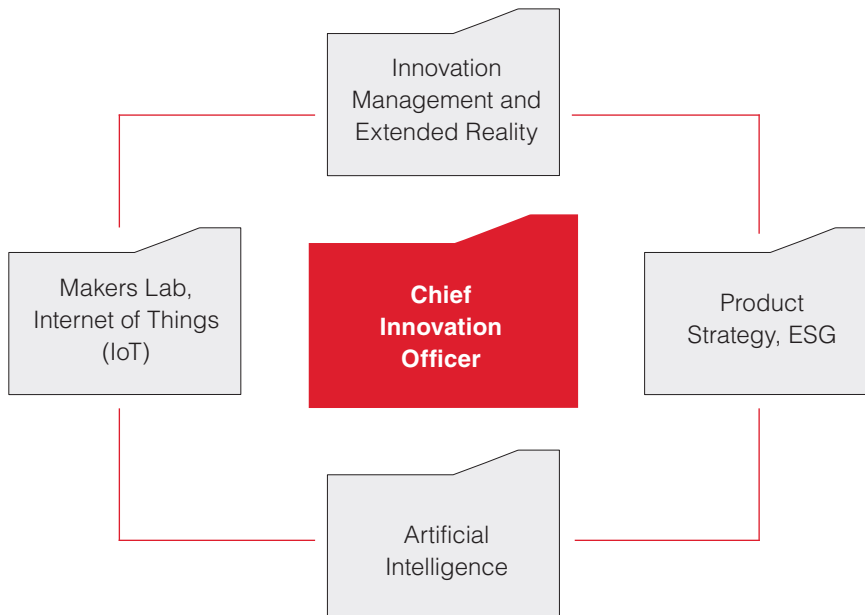 Innovation
Management and
Extended Reality
Makers Lab,
Internet of Things
(IoT)
Chief
Innovation
Officer
Product
Strategy, ESG
Artificial
Intelligence